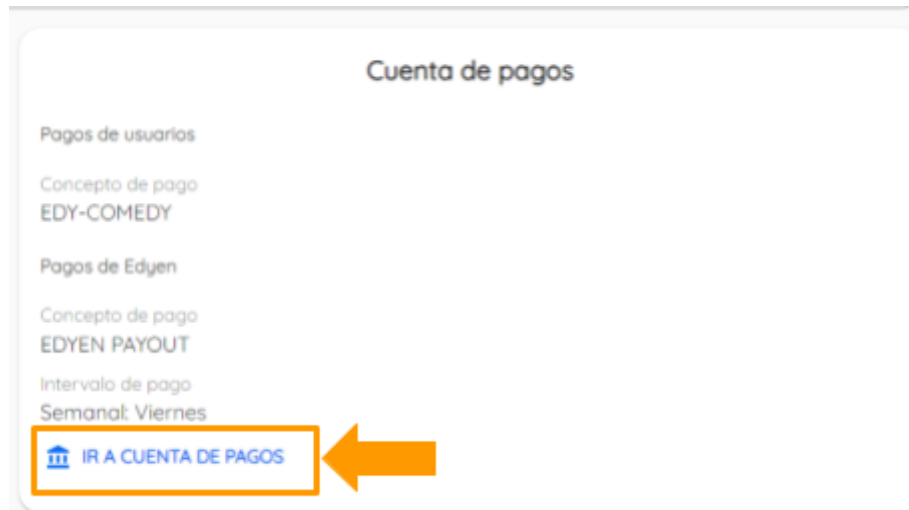 Cuenta de pagos
Pagos de usuarios
Concepto de pago
EDY-COMEDY
Pagos de Edyen
Concepto de pago
EDYEN PAYOUT
Intervalo de pago
Semanal: Viernes
IR A CUENTA DE PAGOS